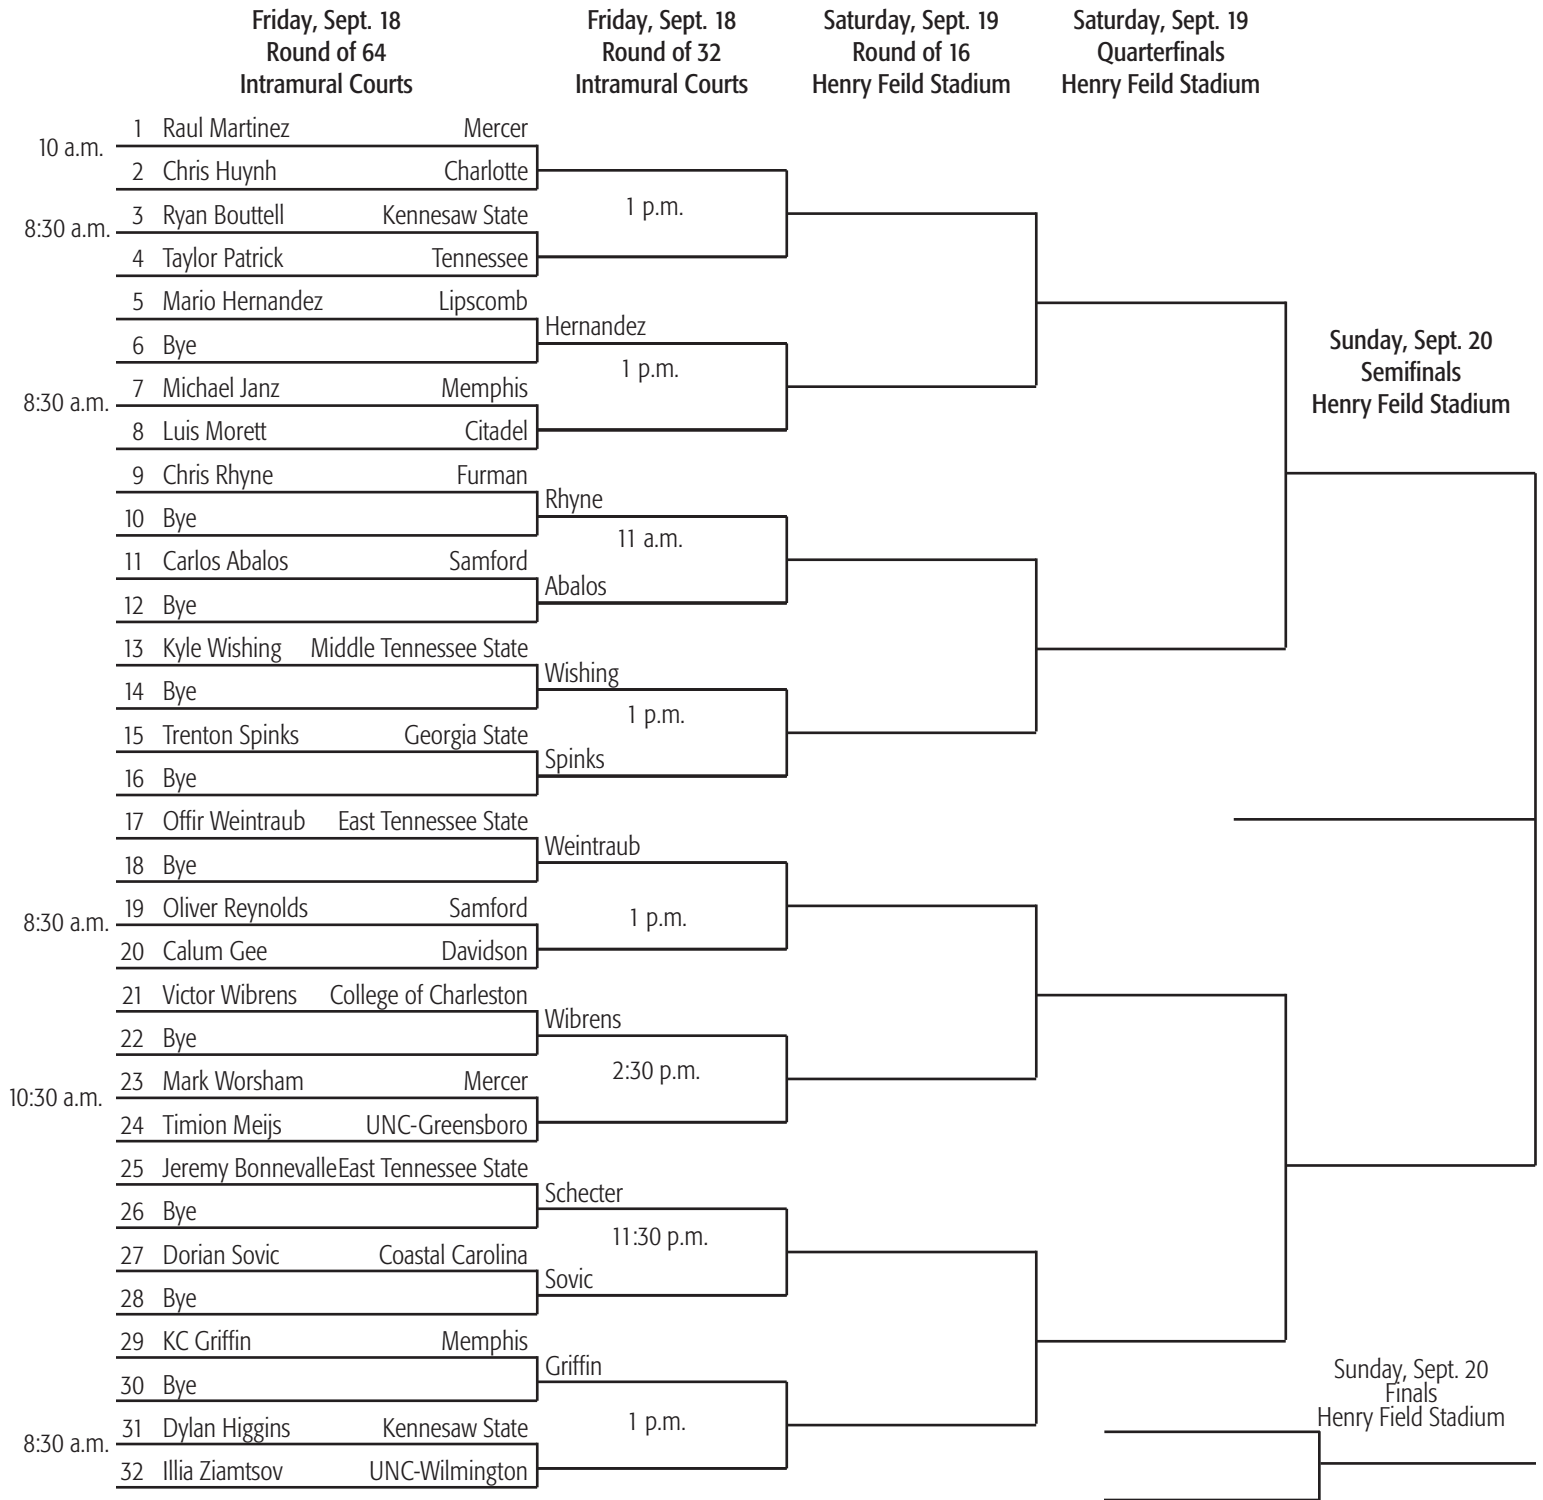 Friday, Sept. 18
Round of 64
Intramural Courts
Friday, Sept. 18
Round of 32
Intramural Courts
Saturday, Sept. 19
Round of 16
Henry Feild Stadium
Saturday, Sept. 19
Quarterfinals
Henry Feild Stadium
10 a.m.
1 Raul Martinez Mercer
2 Chris Huynh Charlotte
1 p.m.
8:30 a.m.
3 Ryan Bouttell Kennesaw State
4 Taylor Patrick Tennessee
5 Mario Hernandez Lipscomb
Hernandez
6 Bye
1 p.m.
8:30 a.m.
7 Michael Janz Memphis
8 Luis Morett Citadel
Sunday, Sept. 20
Semifinals
Henry Feild Stadium
9 Chris Rhyne Furman
Rhyne
10 Bye
11 a.m.
11 Carlos Abalos Samford
Abalos
12 Bye
13 Kyle Wishing Middle Tennessee State
Wishing
14 Bye
1 p.m.
15 Trenton Spinks Georgia State
Spinks
16 Bye
17 Offir Weintraub East Tennessee State
Weintraub
18 Bye
1 p.m.
8:30 a.m.
19 Oliver Reynolds Samford
20 Calum Gee Davidson
21 Victor Wibrens College of Charleston
Wibrens
22 Bye
2:30 p.m.
10:30 a.m.
23 Mark Worsham Mercer
24 Timion Meijs UNC-Greensboro
25 Jeremy Bonnevalle East Tennessee State
Schecter
26 Bye
11:30 p.m.
27 Dorian Sovic Coastal Carolina
Sovic
28 Bye
29 KC Griffin Memphis
Griffin
30 Bye
1 p.m.
8:30 a.m.
31 Dylan Higgins Kennesaw State
32 Illia Ziamtsov UNC-Wilmington
Sunday, Sept. 20
Finals
Henry Field Stadium